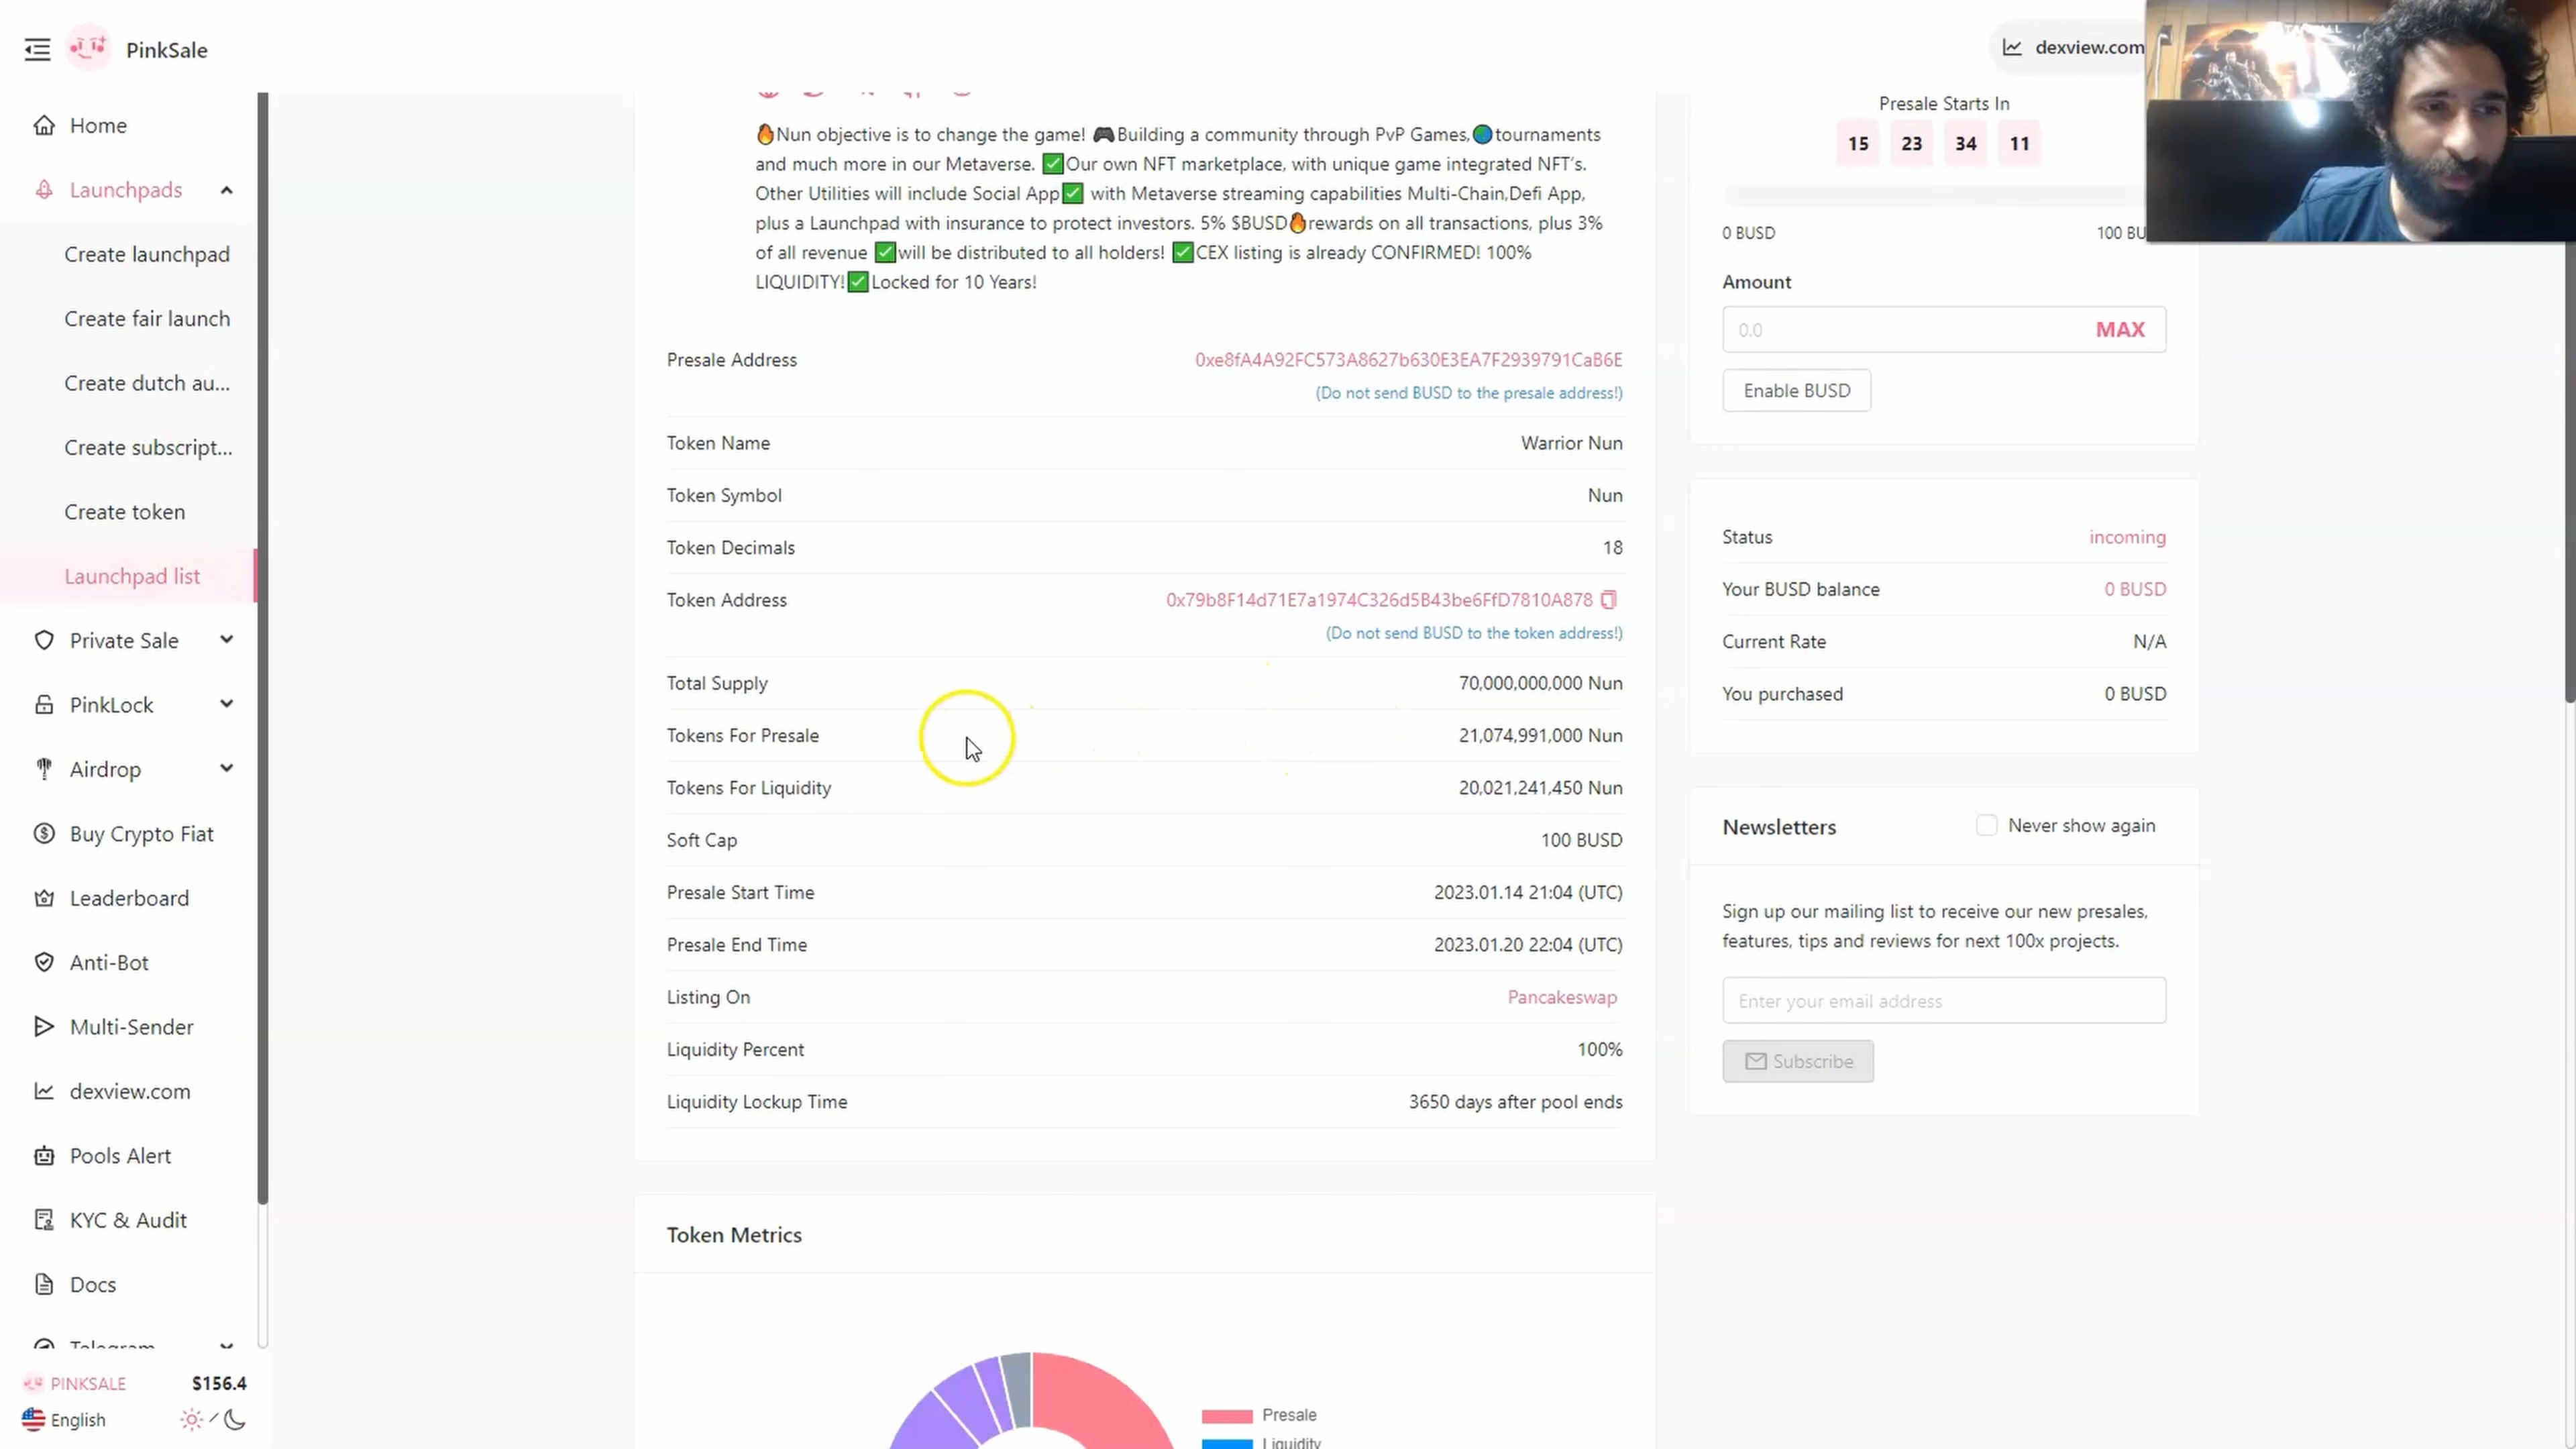 PinkSale
dexview.com
Home
Launchpads
Create launchpad
Create fair launch
Create dutch au...
Create subscript...
Create token
Launchpad list
Private Sale
PinkLock
Airdrop
Buy Crypto Fiat
Leaderboard
Anti-Bot
Multi-Sender
dexview.com
Pools Alert
KYC & Audit
Docs
Telegram
PINKSALE $156.4
English
🔥Nun objective is to change the game! 🎮Building a community through PvP Games,🌏tournaments
and much more in our Metaverse. ✅Our own NFT marketplace, with unique game integrated NFT's.
Other Utilities will include Social App✅ with Metaverse streaming capabilities Multi-Chain,Defi App,
plus a Launchpad with insurance to protect investors. 5% $BUSD🔥rewards on all transactions, plus 3%
of all revenue ✅will be distributed to all holders! ✅CEX listing is already CONFIRMED! 100%
LIQUIDITY!✅Locked for 10 Years!
Presale Address 0xe8fA4A92FC573A8627b630E3EA7F2939791CaB6E
(Do not send BUSD to the presale address!)
Token Name Warrior Nun
Token Symbol Nun
Token Decimals 18
Token Address 0x79b8F14d71E7a1974C326d5B43be6FfD7810A878
(Do not send BUSD to the token address!)
Total Supply 70,000,000,000 Nun
Tokens For Presale 21,074,991,000 Nun
Tokens For Liquidity 20,021,241,450 Nun
Soft Cap 100 BUSD
Presale Start Time 2023.01.14 21:04 (UTC)
Presale End Time 2023.01.20 22:04 (UTC)
Listing On Pancakeswap
Liquidity Percent 100%
Liquidity Lockup Time 3650 days after pool ends
Token Metrics
Presale
Liquidity
Presale Starts In
15 23 34 11
0 BUSD 100 BU
Amount
0.0 MAX
Enable BUSD
Status incoming
Your BUSD balance 0 BUSD
Current Rate N/A
You purchased 0 BUSD
Newsletters Never show again
Sign up our mailing list to receive our new presales,
features, tips and reviews for next 100x projects.
Enter your email address
Subscribe